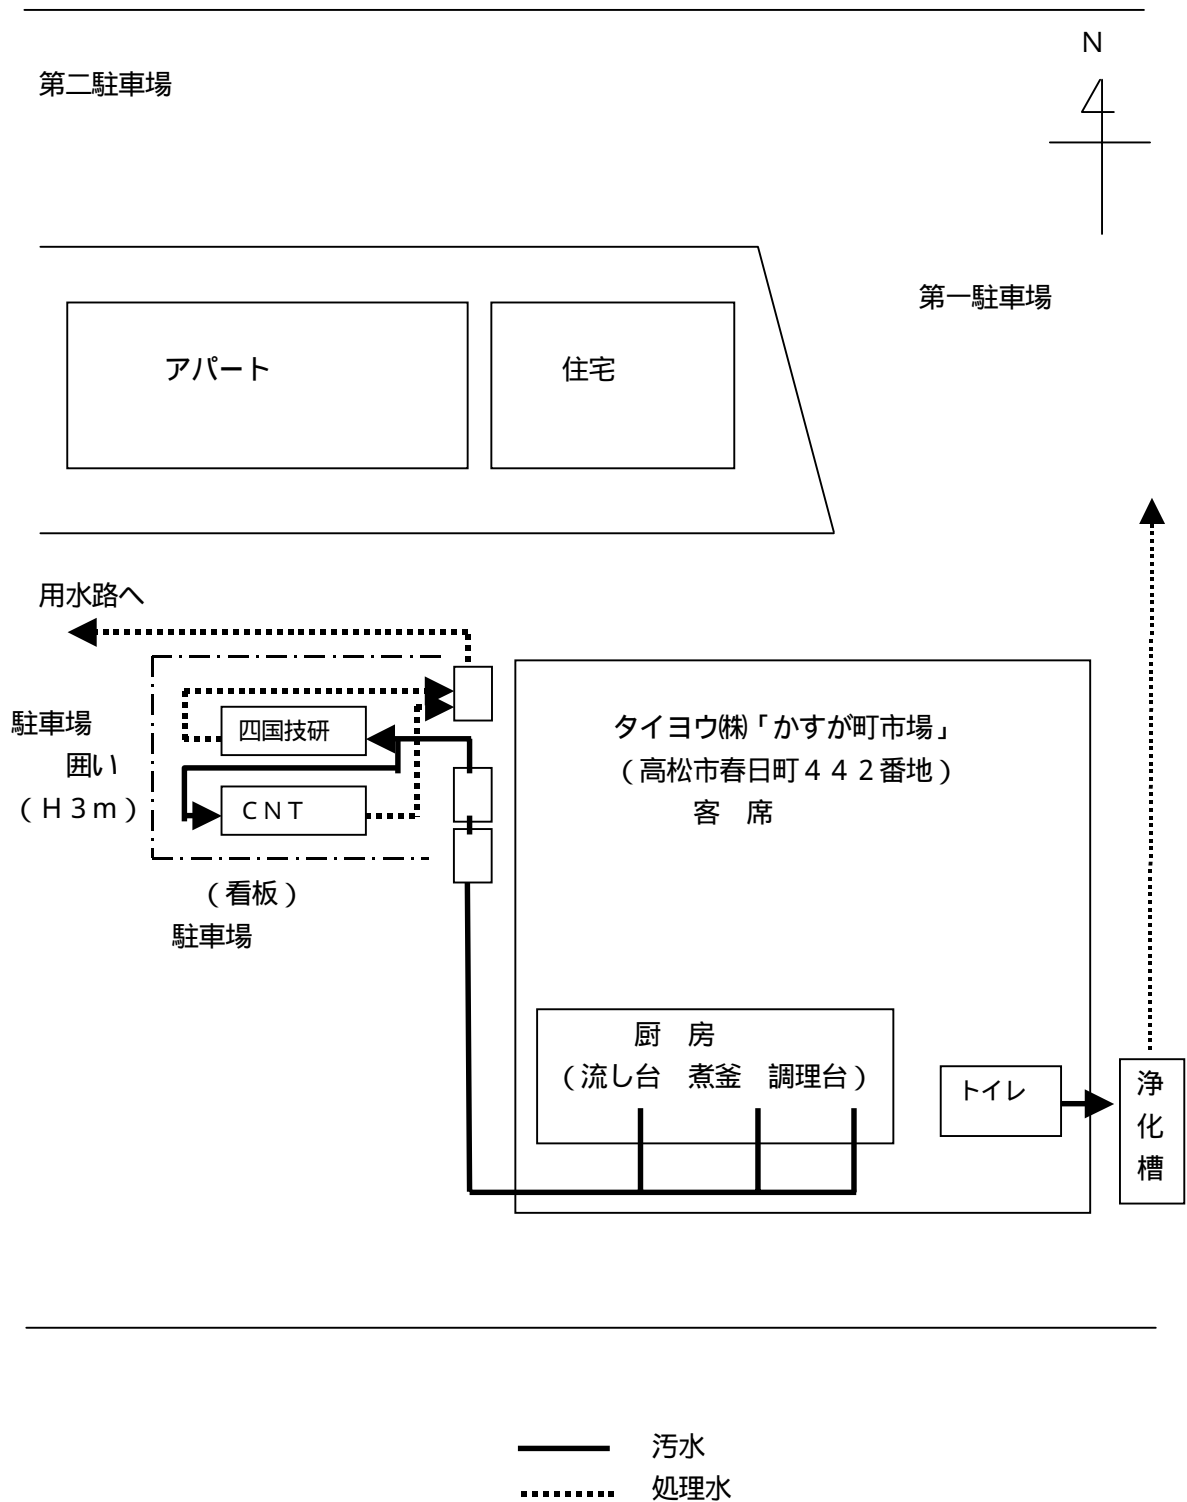 N
第二駐車場
第一駐車場
アパート
住宅
用水路へ
駐車場
囲い
（H3m）
四国技研
CNT
タイヨウ㈱「かすが町市場」
（高松市春日町４４２番地）
客　席
（看板）
駐車場
厨　房
（流し台　煮釜　調理台）
トイレ
浄
化
槽
汚水
処理水